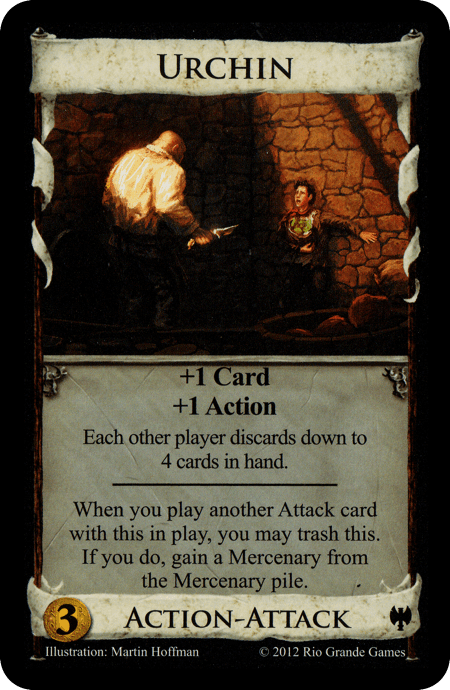 URCHIN
+1 Card
+1 Action
Each other player discards down to
4 cards in hand.
When you play another Attack card
with this in play, you may trash this.
If you do, gain a Mercenary from
the Mercenary pile.
3 ACTION-ATTACK
Illustration: Martin Hoffman © 2012 Rio Grande Games